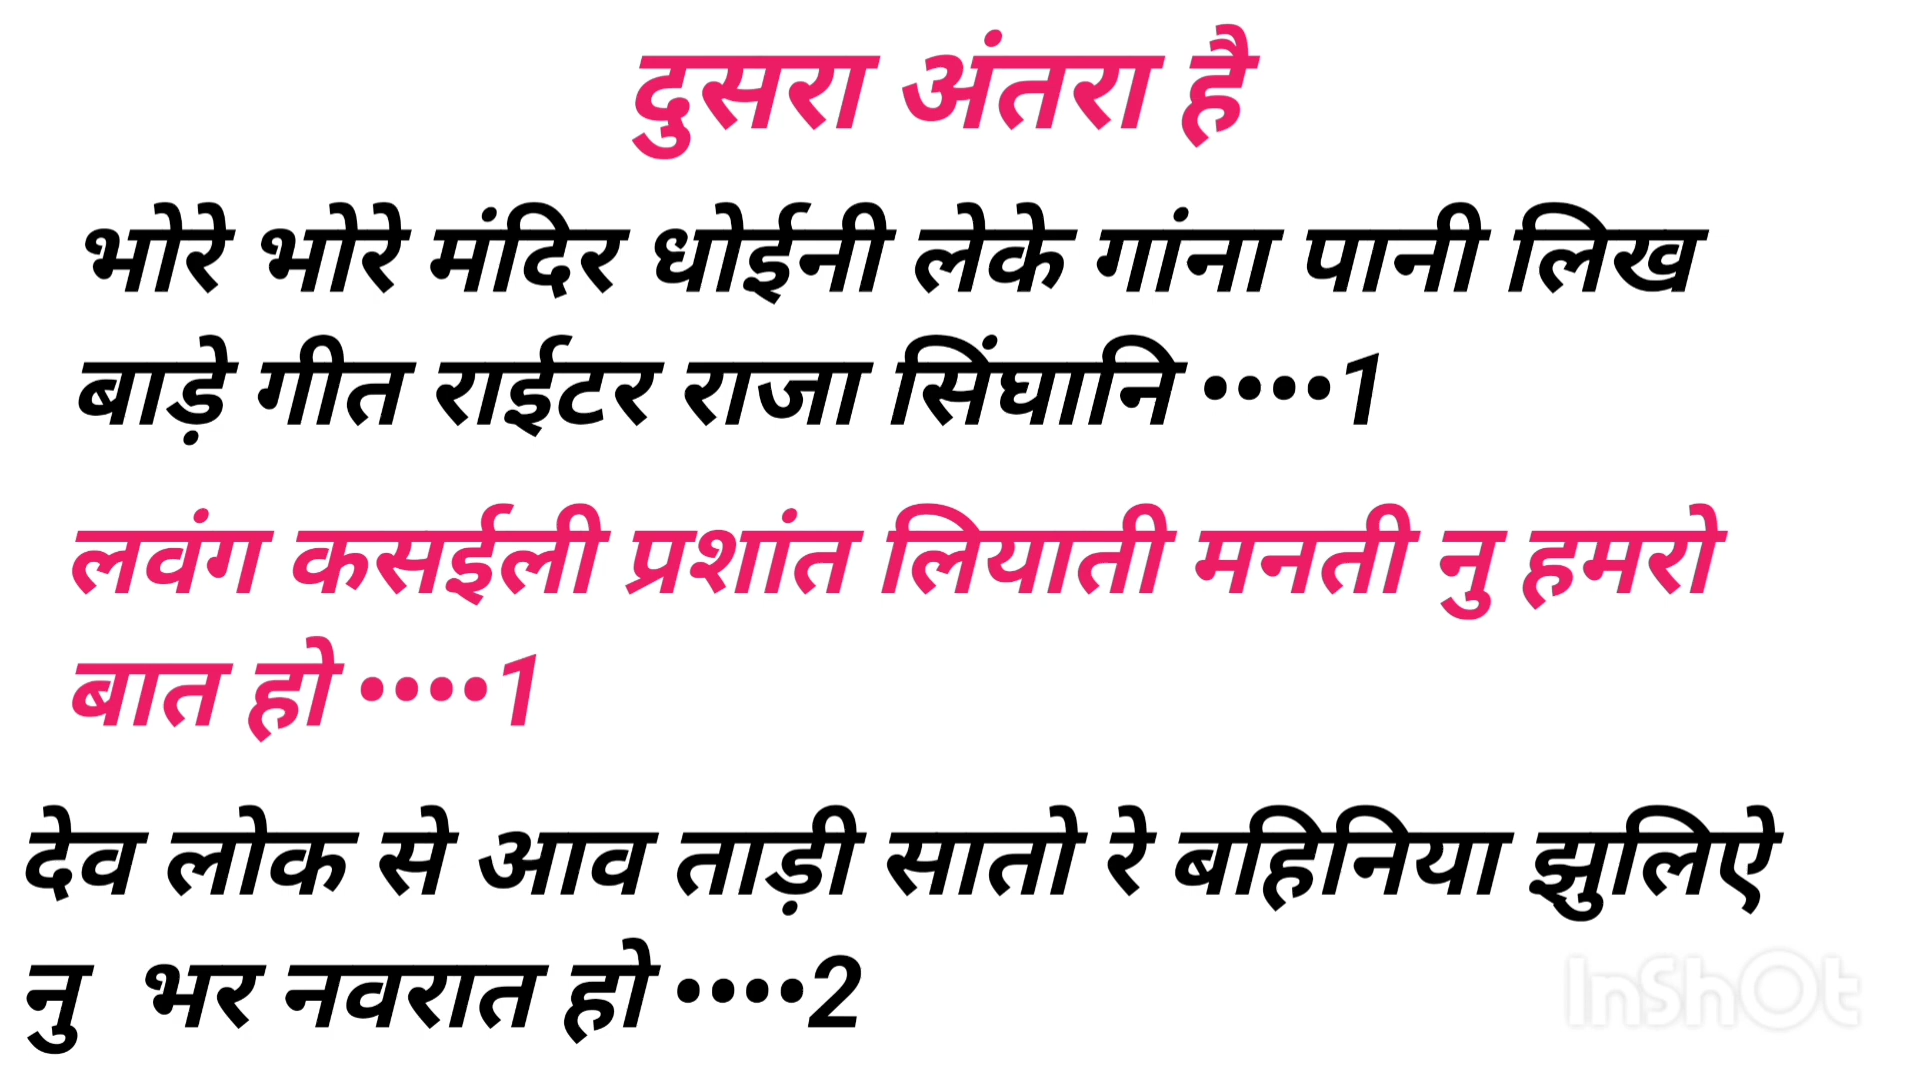 दुसरा अंतरा है
भोरे भोरे मंदिर धोईनी लेके गांना पानी लिख
बाड़े गीत राईटर राजा सिंघानि ••••1
लवंग कसईली प्रशांत लियाती मनती नु हमरो
बात हो ••••1
देव लोक से आव ताड़ी सातो रे बहिनिया झुलिऐ
नु भर नवरात हो ••••2
InShOt